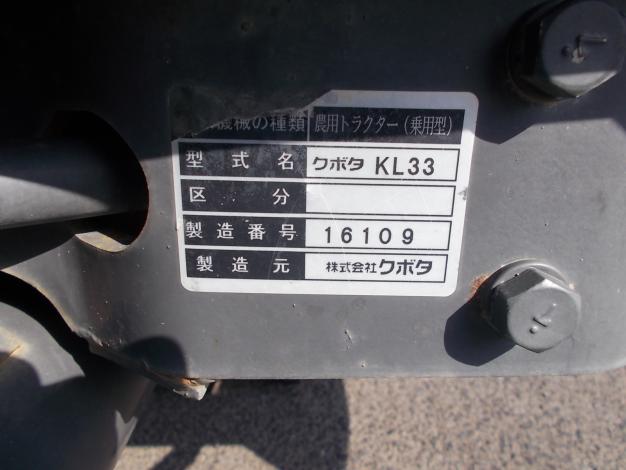 機械の種類 農用トラクター(乗用型)
型式名 クボタ KL33
区分
製造番号 16109
製造元 株式会社クボタ